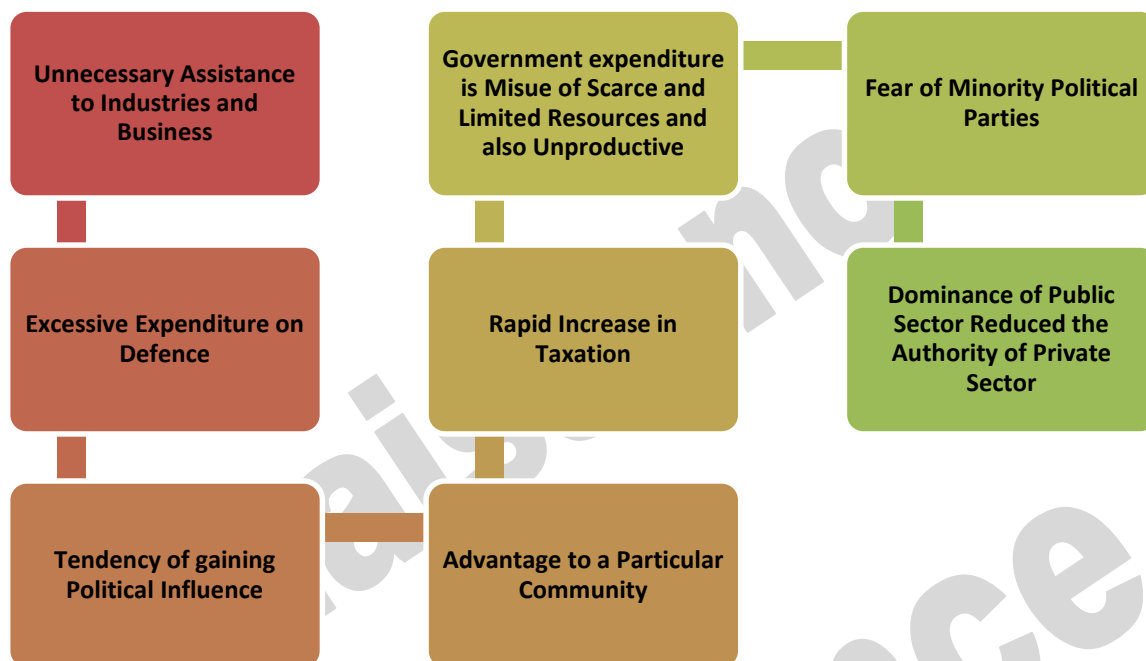 Unnecessary Assistance
to Industries and
Business
Excessive Expenditure on
Defence
Tendency of gaining
Political Influence
Advantage to a Particular
Community
Rapid Increase in
Taxation
Government expenditure
is Misue of Scarce and
Limited Resources and
also Unproductive
Fear of Minority Political
Parties
Dominance of Public
Sector Reduced the
Authority of Private
Sector